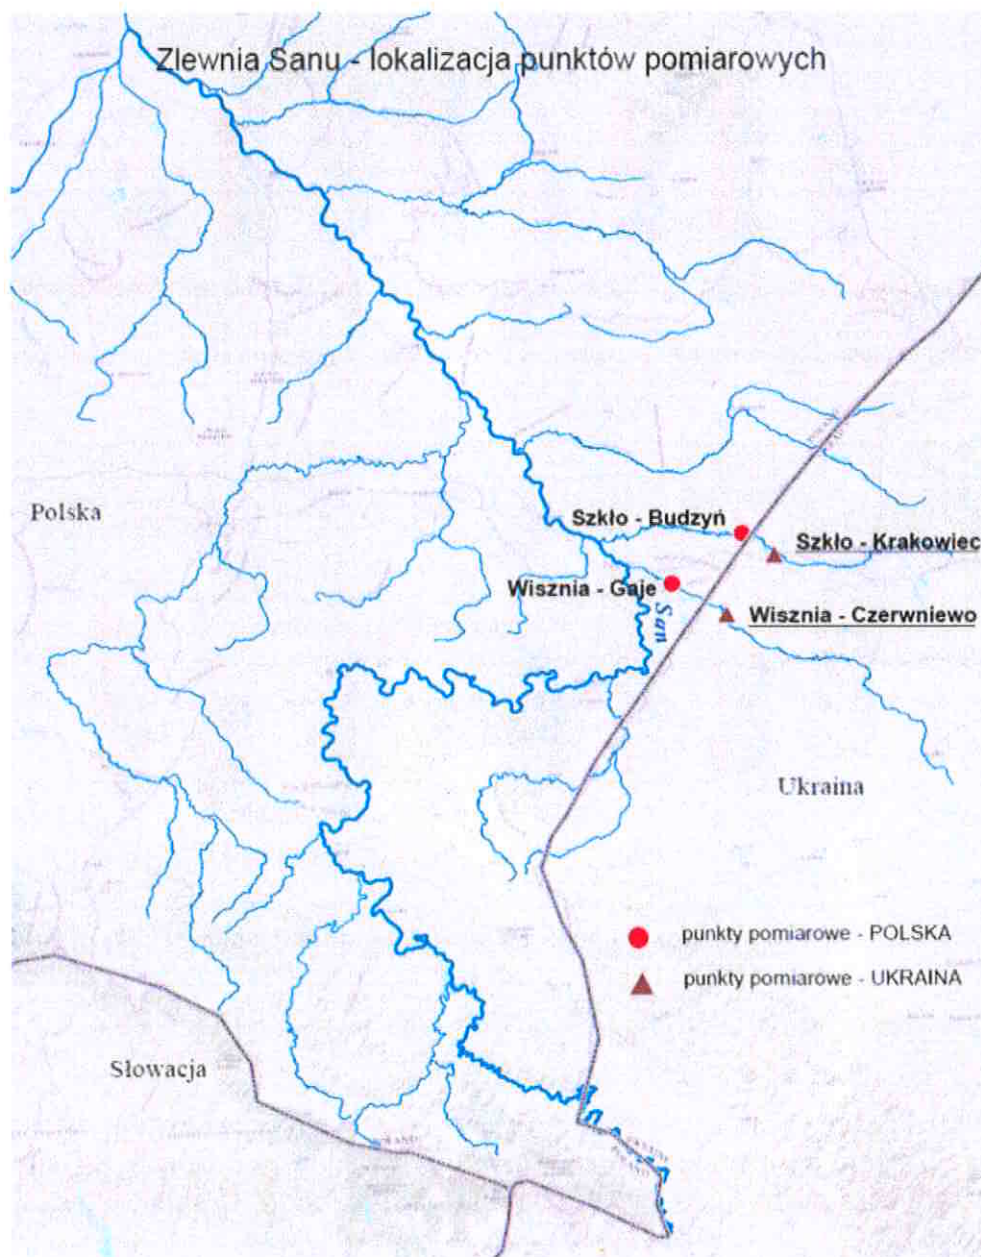 Zlewnia Sanu - lokalizacja punktów pomiarowych
Polska
Szkło - Budzyń
Szkło - Krakowiec
Wisznia - Gaje
San
Wisznia - Czerwniewo
Ukraina
punkty pomiarowe - POLSKA
punkty pomiarowe - UKRAINA
Słowacja